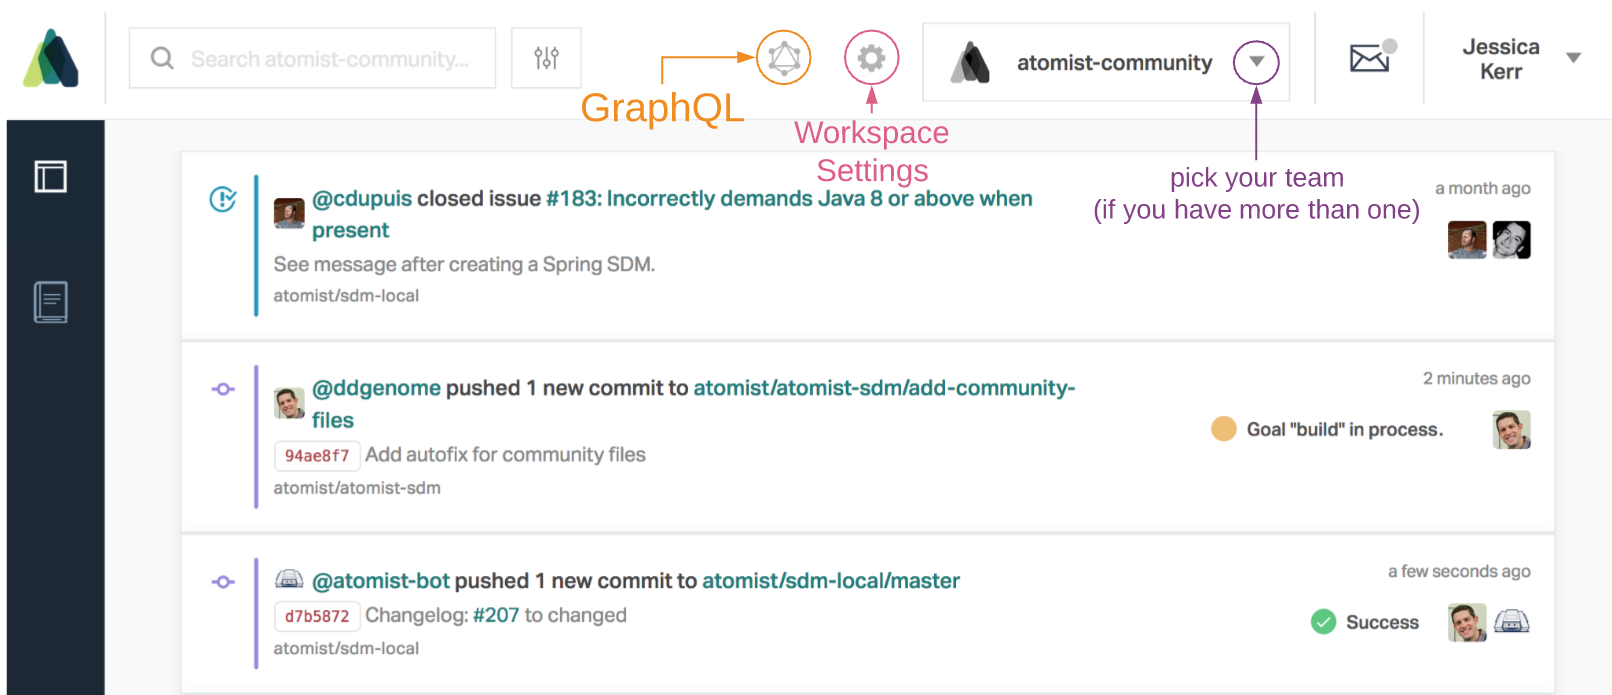 Search atomist-community...
atomist-community
Jessica
Kerr
GraphQL
Workspace
Settings
pick your team
(if you have more than one)
@cdupuis closed issue #183: Incorrectly demands Java 8 or above when
present
See message after creating a Spring SDM.
atomist/sdm-local
a month ago
@ddgenome pushed 1 new commit to atomist/atomist-sdm/add-community-
files
94ae8f7 Add autofix for community files
atomist/atomist-sdm
2 minutes ago
Goal "build" in process.
@atomist-bot pushed 1 new commit to atomist/sdm-local/master
d7b5872 Changelog: #207 to changed
atomist/sdm-local
a few seconds ago
Success